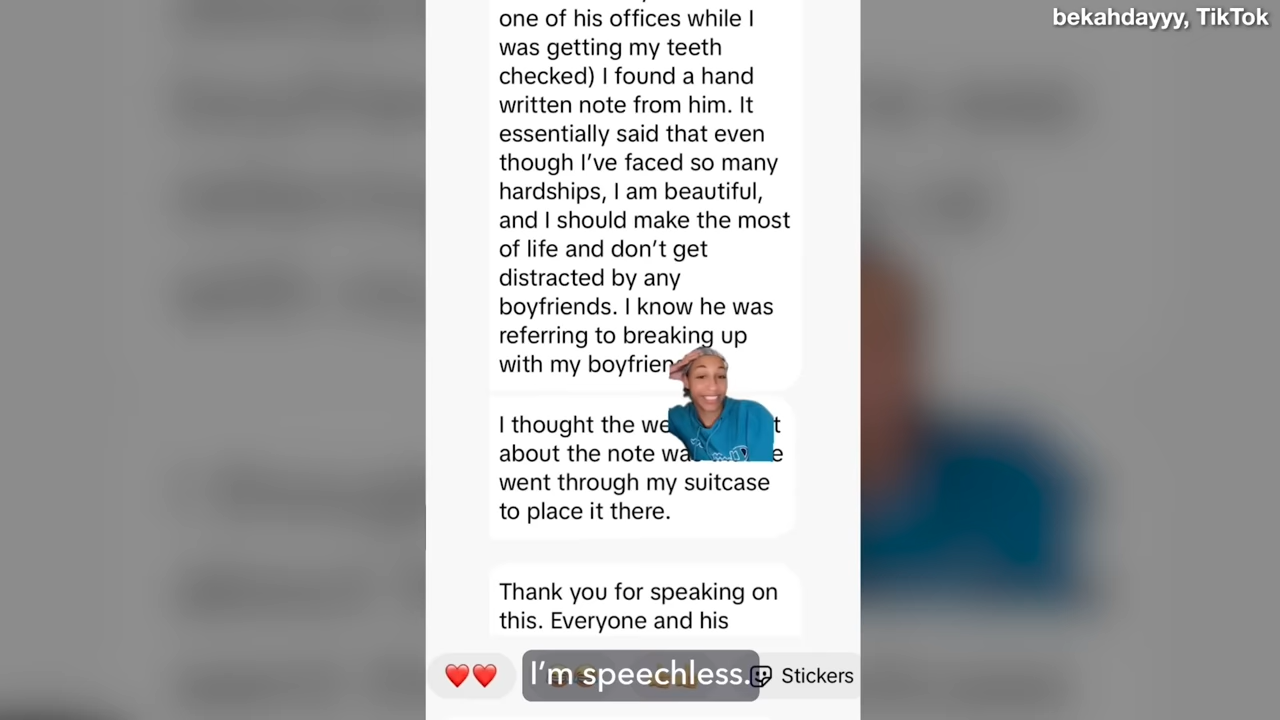 bekahdayyy, TikTok
one of his offices while I
was getting my teeth
checked) I found a hand
written note from him. It
essentially said that even
though I’ve faced so many
hardships, I am beautiful,
and I should make the most
of life and don’t get
distracted by any
boyfriends. I know he was
referring to breaking up
with my
I thought the
about the note
went through my suitcase
to place it there.
Thank you for speaking on
this. Everyone and his
I’m speechless.
Stickers